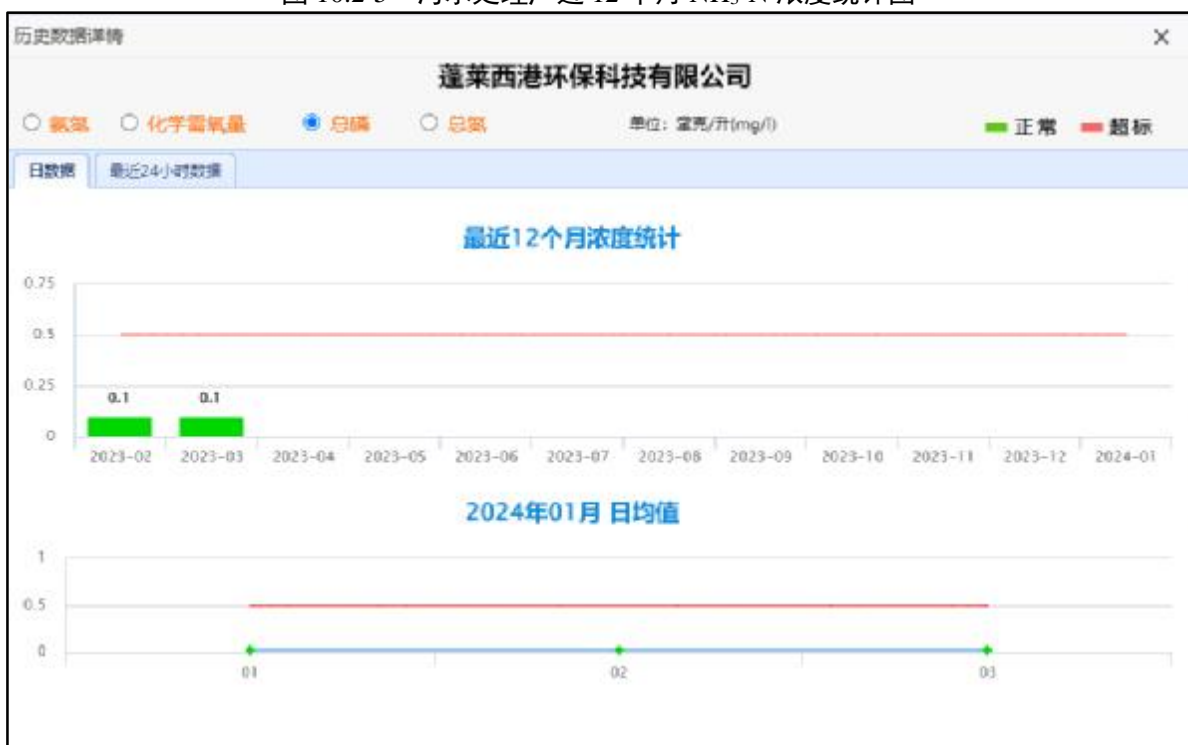 历史数据详情 ×
蓬莱西港环保科技有限公司
氨氮 化学需氧量 总磷 总氮 单位：毫克/升(mg/l) 正常 超标
日数据 最近24小时数据
最近12个月浓度统计
0.75
0.5
0.25
0.1 0.1
0
2023-02 2023-03 2023-04 2023-05 2023-06 2023-07 2023-08 2023-09 2023-10 2023-11 2023-12 2024-01
2024年01月 日均值
1
0.5
0
01 02 03